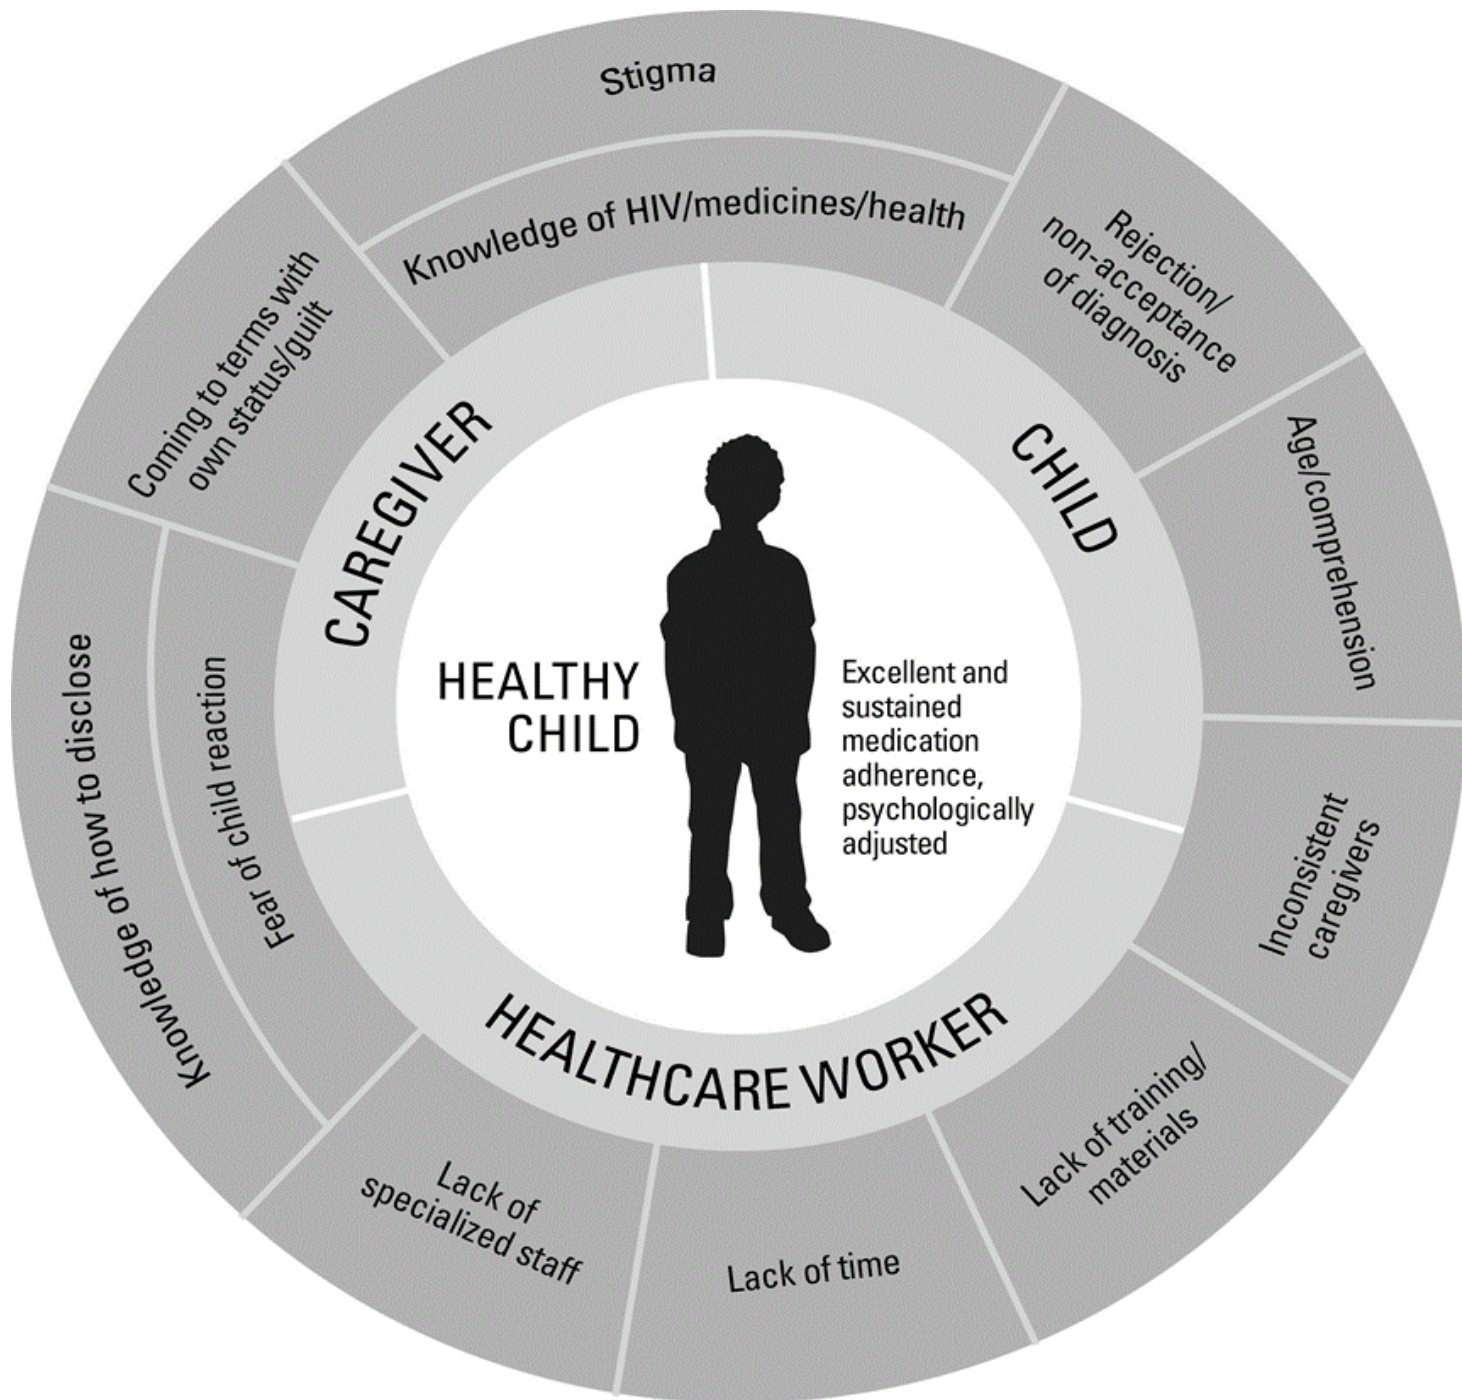 Stigma
Knowledge of HIV/medicines/health
Rejection/
non-acceptance
of diagnosis
Age/comprehension
Inconsistent
caregivers
Lack of training/
materials
Lack of time
Lack of
specialized staff
Knowledge of how to disclose
Fear of child reaction
Coming to terms with
own status/guilt
CAREGIVER
CHILD
HEALTHCARE WORKER
HEALTHY
CHILD
Excellent and
sustained
medication
adherence,
psychologically
adjusted